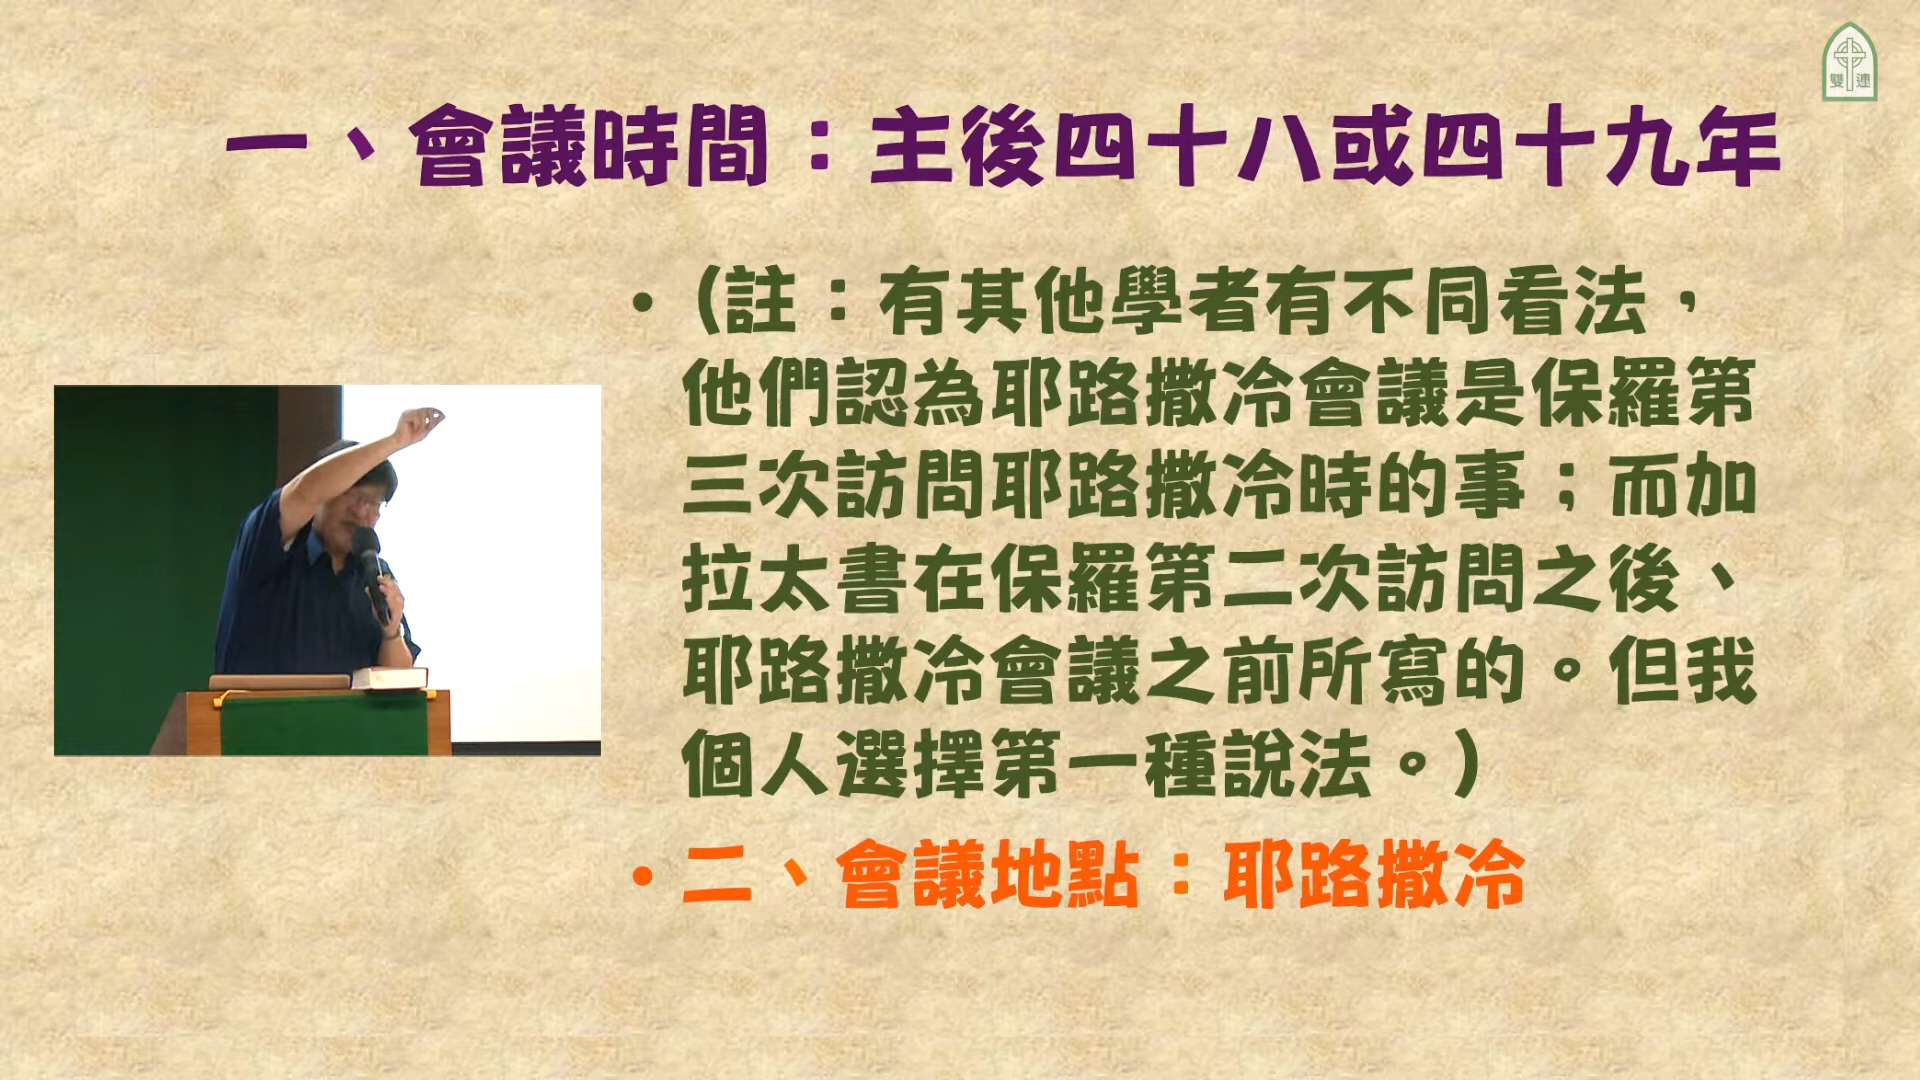 雙連
一、會議時間：主後四十八或四十九年
• (註：有其他學者有不同看法，
他們認為耶路撒冷會議是保羅第
三次訪問耶路撒冷時的事；而加
拉太書在保羅第二次訪問之後、
耶路撒冷會議之前所寫的。但我
個人選擇第一種說法。)
• 二、會議地點：耶路撒冷